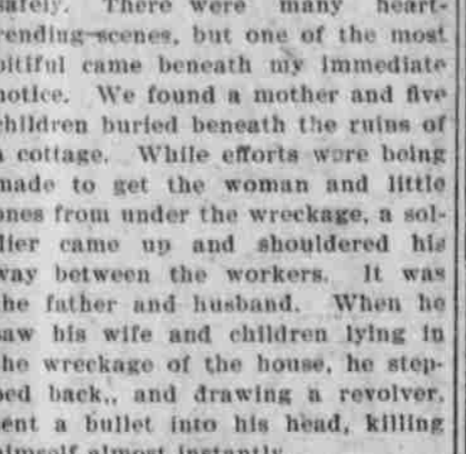 safely. There were many heart-
rending scenes, but one of the most
pitiful came beneath my immediate
notice. We found a mother and five
children buried beneath the ruins of
a cottage. While efforts were being
made to get the woman and little
ones from under the wreckage, a sol-
dier came up and shouldered his
way between the workers. It was
the father and husband. When he
saw his wife and children lying in
the wreckage of the house, he step-
ped back,, and drawing a revolver,
sent a bullet into his head, killing
himself almost instantly.